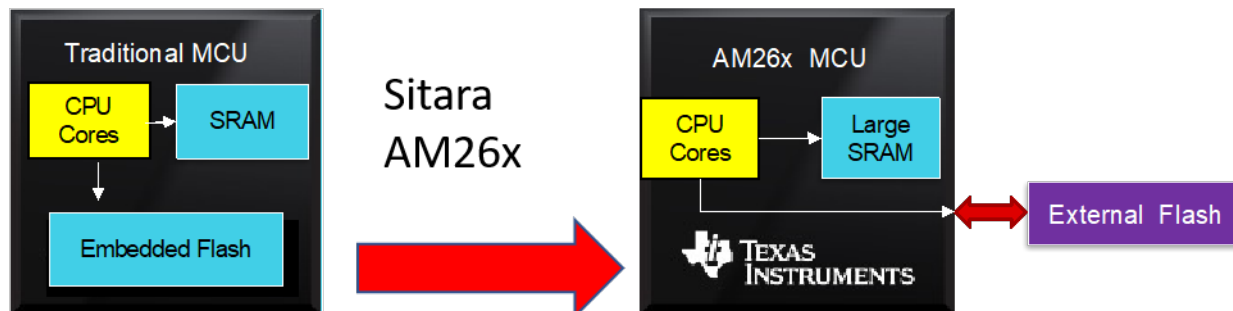 Traditional MCU
CPU
Cores
SRAM
Embedded Flash
Sitara
AM26x
AM26x MCU
CPU
Cores
Large
SRAM
TEXAS
INSTRUMENTS
External Flash